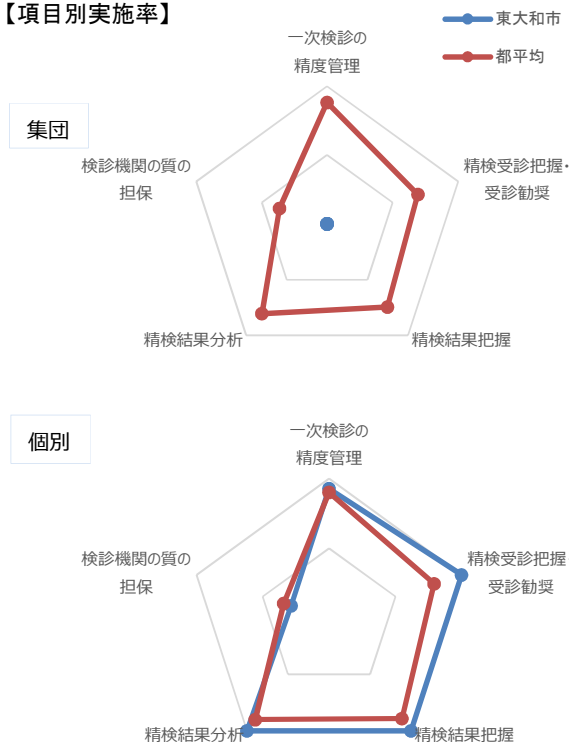 【項目別実施率】
東大和市
都平均
集団
一次検診の
精度管理
精検受診把握・
受診勧奨
精検結果把握
精検結果分析
検診機関の質の
担保
個別
一次検診の
精度管理
精検受診把握
受診勧奨
精検結果把握
精検結果分析
検診機関の質の
担保